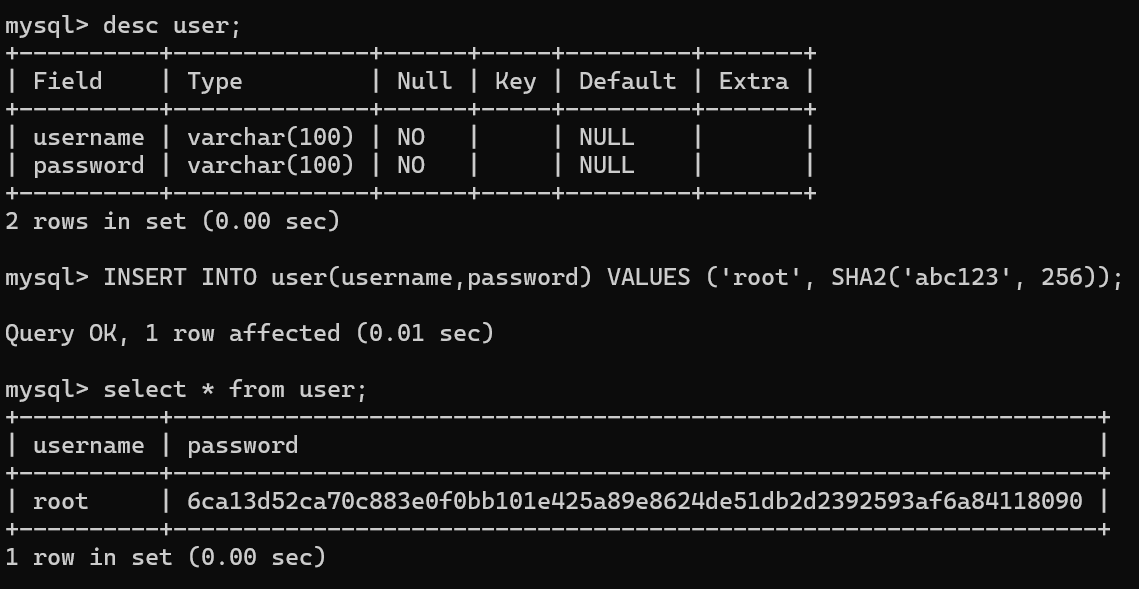 mysql> desc user;
+----------+--------------+------+-----+---------+-------+
| Field    | Type         | Null | Key | Default | Extra |
+----------+--------------+------+-----+---------+-------+
| username | varchar(100) | NO   |     | NULL    |       |
| password | varchar(100) | NO   |     | NULL    |       |
+----------+--------------+------+-----+---------+-------+
2 rows in set (0.00 sec)
mysql> INSERT INTO user(username,password) VALUES ('root', SHA2('abc123', 256));
Query OK, 1 row affected (0.01 sec)
mysql> select * from user;
+----------+------------------------------------------------------------------+
| username | password                                                         |
+----------+------------------------------------------------------------------+
| root     | 6ca13d52ca70c883e0f0bb101e425a89e8624de51db2d2392593af6a84118090 |
+----------+------------------------------------------------------------------+
1 row in set (0.00 sec)